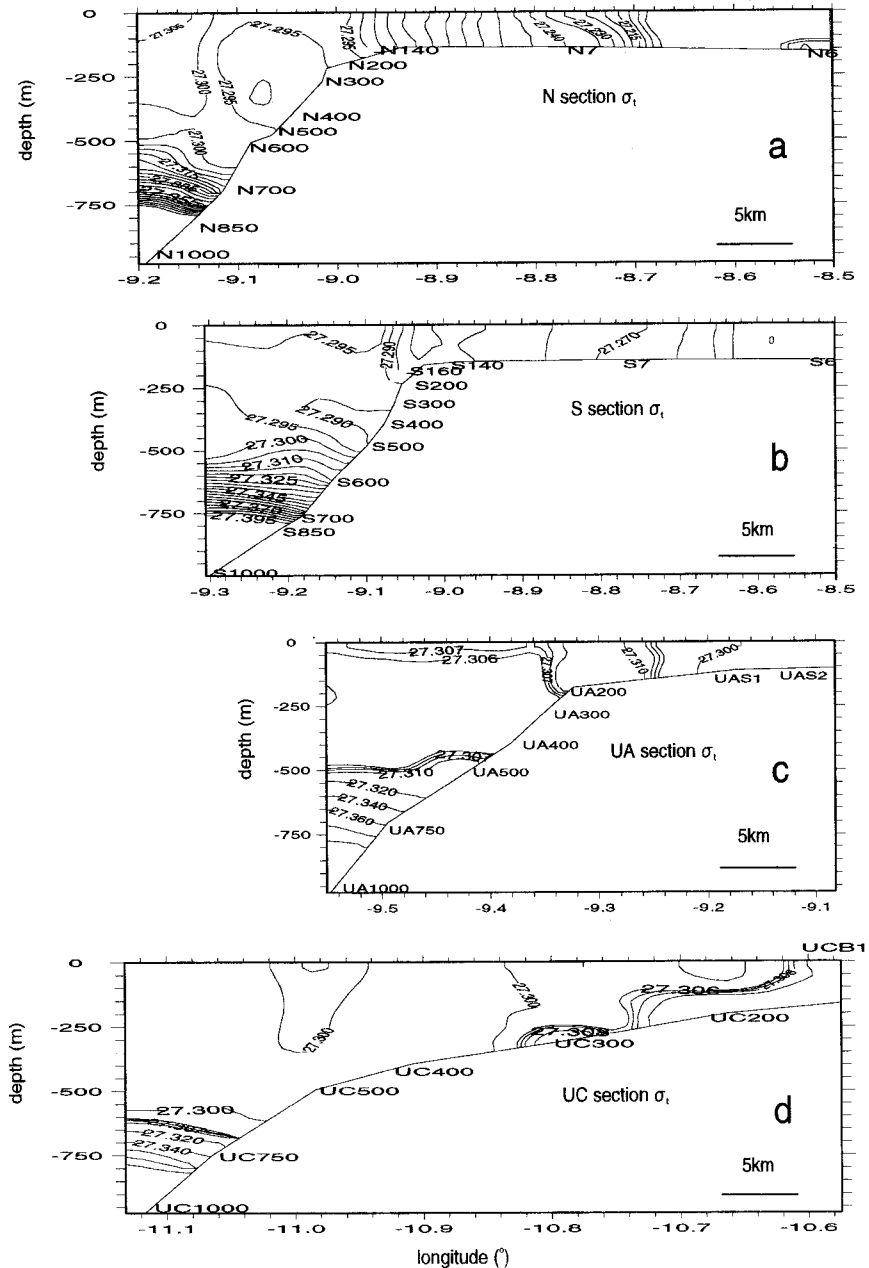 0
-250
-500
-750
depth (m)
27.306
27.300
27.295
27.295
27.300
27.315
N140
N200
N300
N400
N500
N600
N700
N850
N1000
27.240
27.230
N7
N6
N section σt
a
5km
-9.2 -9.1 -9.0 -8.9 -8.8 -8.7 -8.6 -8.5
0
-250
-500
-750
depth (m)
27.295
27.290
27.270
0
S160
S140
S7
S6
S200
S300
S400
S500
S600
S700
S850
S1000
27.290
27.295
27.300
27.310
27.325
27.345
27.395
S section σt
b
5km
-9.3 -9.2 -9.1 -9.0 -8.9 -8.8 -8.7 -8.6 -8.5
0
-250
-500
-750
depth (m)
27.307
27.306
27.307
27.310
27.300
UA200
UAS1
UAS2
UA300
UA400
UA500
UA750
UA1000
27.307
27.310
27.320
27.340
27.360
UA section σt
c
5km
-9.5 -9.4 -9.3 -9.2 -9.1
UCB1
0
-250
-500
-750
depth (m)
27.300
27.300
27.306
UC200
UC300
UC400
UC500
UC750
UC1000
27.300
27.320
27.340
UC section σt
d
5km
-11.1 -11.0 -10.9 -10.8 -10.7 -10.6
longitude (°)